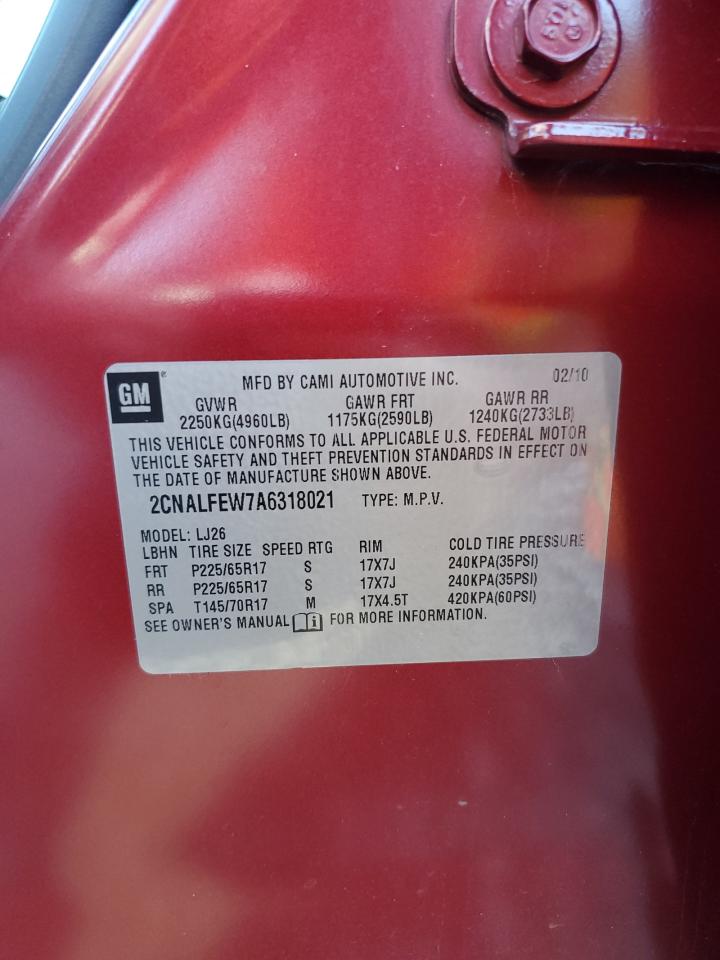 GM
MFD BY CAMI AUTOMOTIVE INC. 02/10
GVWR GAWR FRT GAWR RR
2250KG(4960LB) 1175KG(2590LB) 1240KG(2733LB)
THIS VEHICLE CONFORMS TO ALL APPLICABLE U.S. FEDERAL MOTOR
VEHICLE SAFETY AND THEFT PREVENTION STANDARDS IN EFFECT ON
THE DATE OF MANUFACTURE SHOWN ABOVE.
2CNALFEW7A6318021 TYPE: M.P.V.
MODEL: LJ26
LBHN TIRE SIZE SPEED RTG RIM COLD TIRE PRESSURE
FRT P225/65R17 S 17X7J 240KPA(35PSI)
RR P225/65R17 S 17X7J 240KPA(35PSI)
SPA T145/70R17 M 17X4.5T 420KPA(60PSI)
SEE OWNER'S MANUAL i FOR MORE INFORMATION.